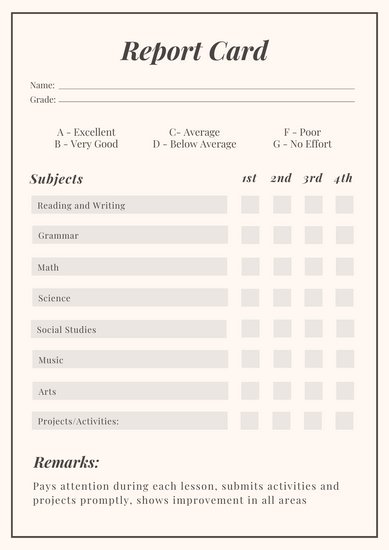 Report Card
Name:
Grade:
A - Excellent C- Average F - Poor
B - Very Good D - Below Average G - No Effort
Subjects 1st 2nd 3rd 4th
Reading and Writing
Grammar
Math
Science
Social Studies
Music
Arts
Projects/Activities:
Remarks:
Pays attention during each lesson, submits activities and
projects promptly, shows improvement in all areas